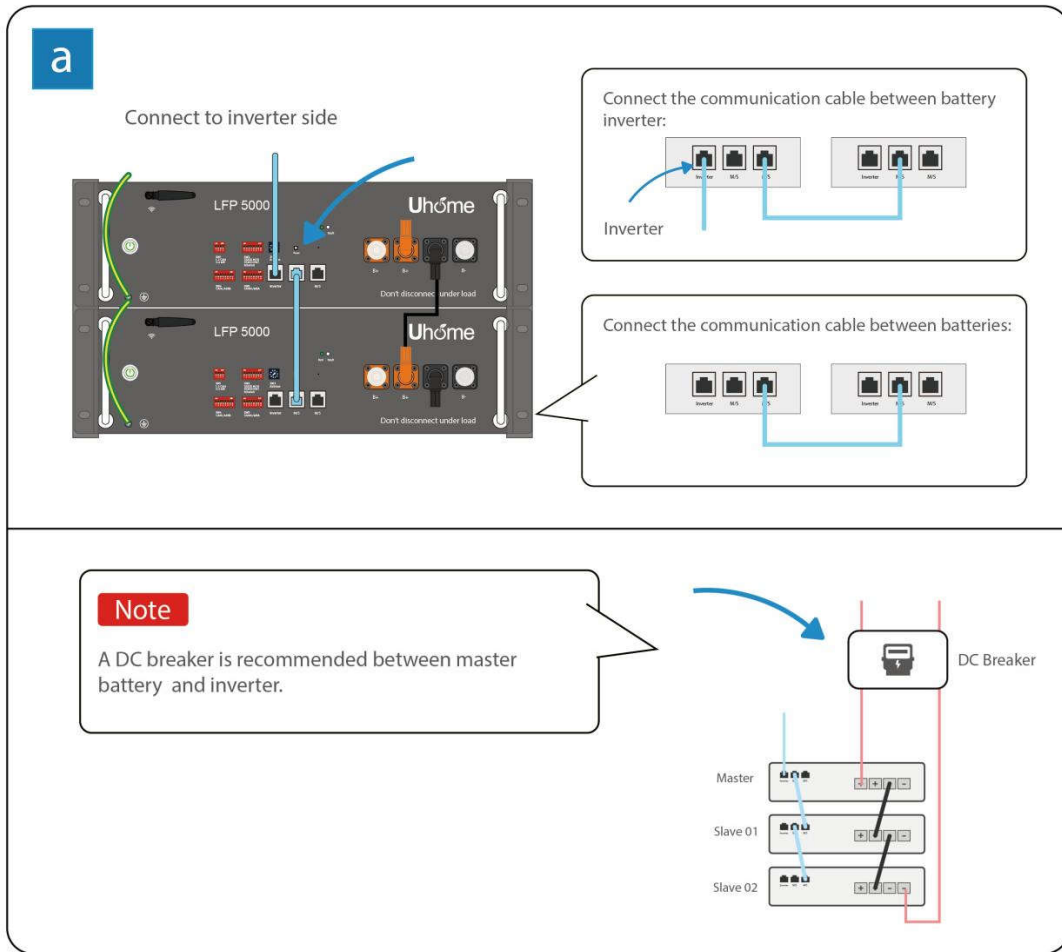 a
Connect to inverter side
LFP 5000
Uhome
Inverter
M/S
B+
B+
B-
Don't disconnect under load
LFP 5000
Uhome
Inverter
M/S
M/S
B+
B+
B-
Don't disconnect under load
Connect the communication cable between battery
inverter:
Inverter M/S M/S
Inverter M/S M/S
Inverter
Connect the communication cable between batteries:
Inverter M/S M/S
Inverter M/S M/S
Note
A DC breaker is recommended between master
battery and inverter.
DC Breaker
Master
Slave 01
Slave 02